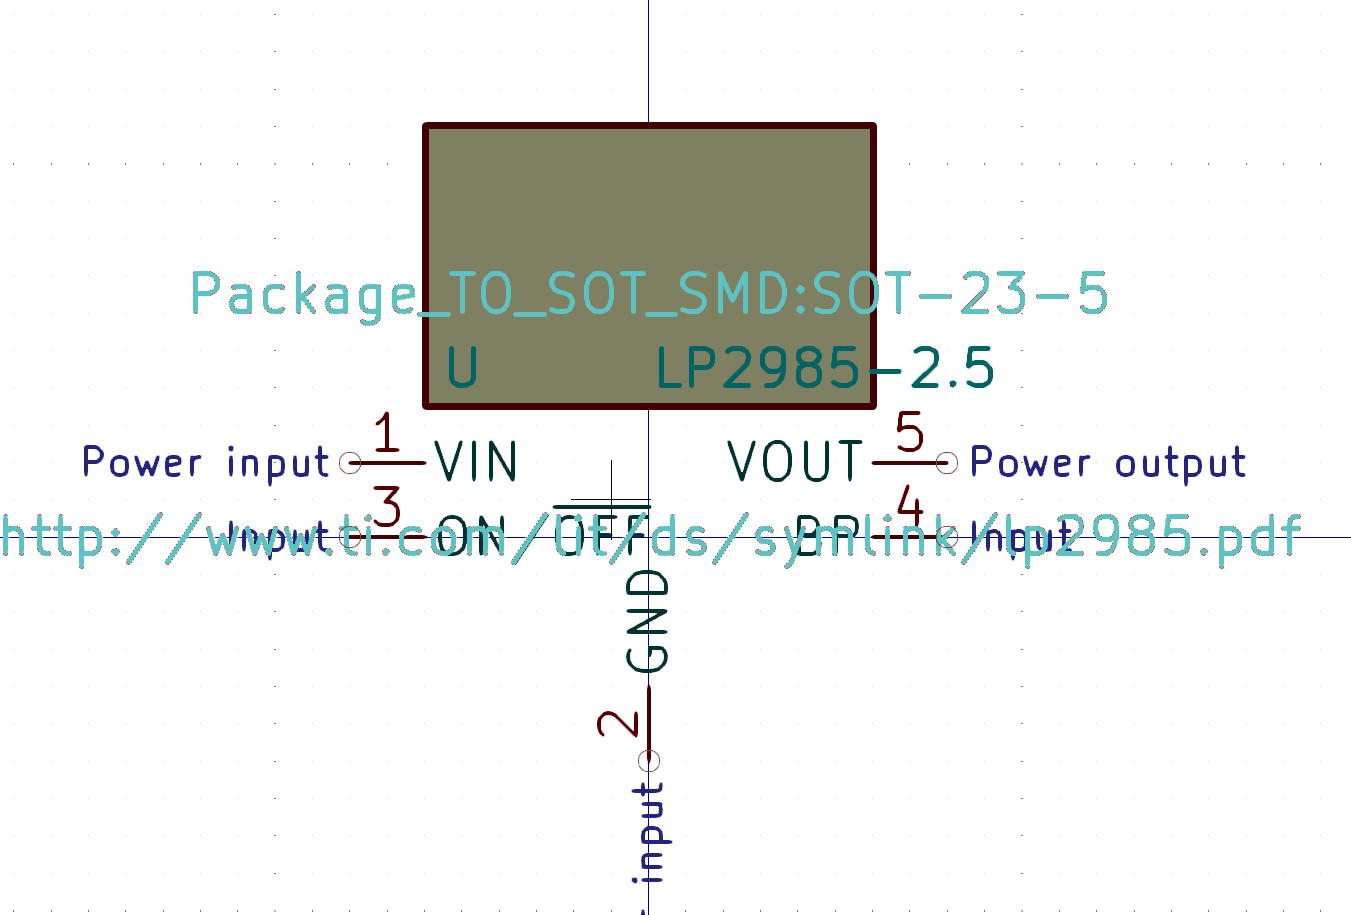 Package_TO_SOT_SMD:SOT-23-5
U LP2985-2.5
Power input 1 VIN VOUT 5 Power output
Input 3 ON/OFF BP 4 Input
http://www.ti.com/lit/ds/symlink/lp2985.pdf
GND
2
input